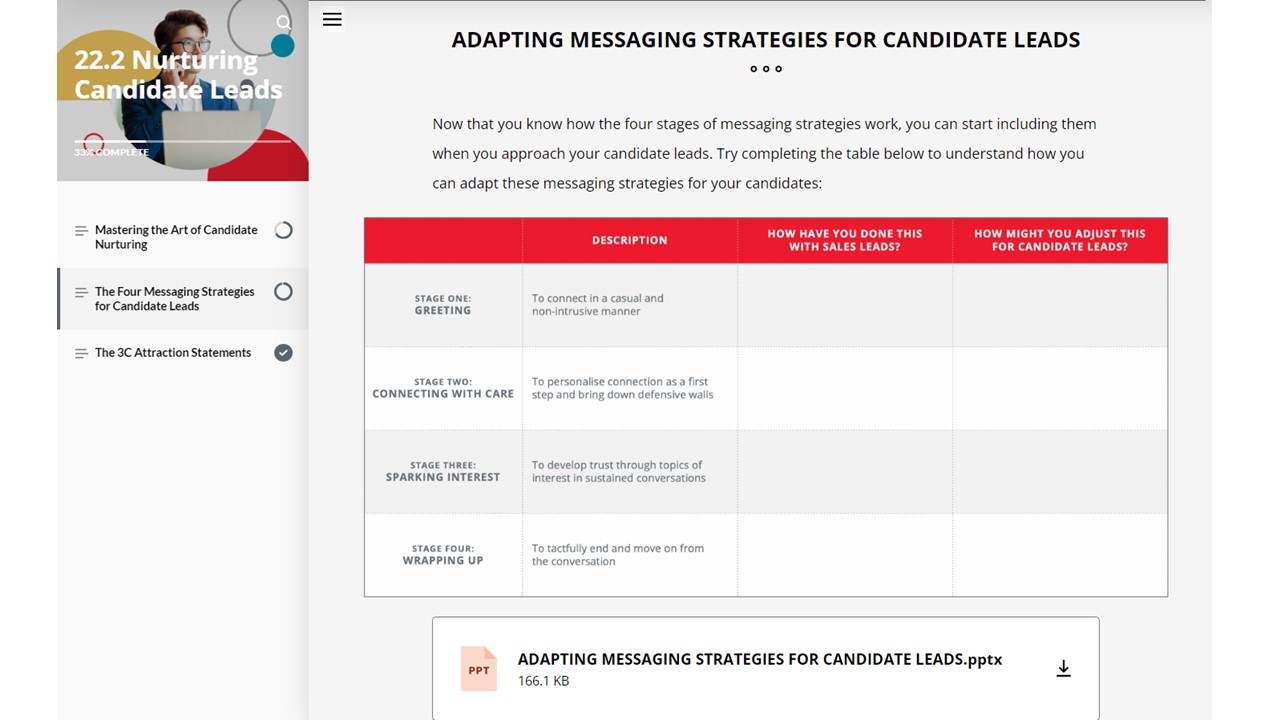 22.2 Nurturing
Candidate Leads
33% COMPLETE
Mastering the Art of Candidate
Nurturing
The Four Messaging Strategies
for Candidate Leads
The 3C Attraction Statements
ADAPTING MESSAGING STRATEGIES FOR CANDIDATE LEADS
Now that you know how the four stages of messaging strategies work, you can start including them
when you approach your candidate leads. Try completing the table below to understand how you
can adapt these messaging strategies for your candidates:
DESCRIPTION
HOW HAVE YOU DONE THIS
WITH SALES LEADS?
HOW MIGHT YOU ADJUST THIS
FOR CANDIDATE LEADS?
STAGE ONE:
GREETING
To connect in a casual and
non-intrusive manner
STAGE TWO:
CONNECTING WITH CARE
To personalise connection as a first
step and bring down defensive walls
STAGE THREE:
SPARKING INTEREST
To develop trust through topics of
interest in sustained conversations
STAGE FOUR:
WRAPPING UP
To tactfully end and move on from
the conversation
PPT
ADAPTING MESSAGING STRATEGIES FOR CANDIDATE LEADS.pptx
166.1 KB